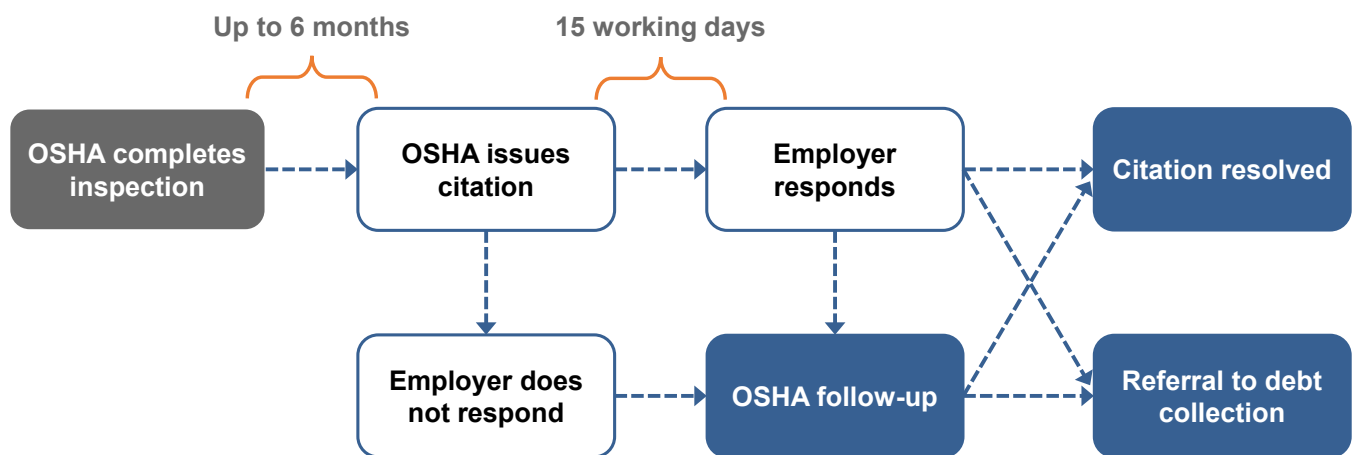 Up to 6 months
15 working days
OSHA completes
inspection
OSHA issues
citation
Employer
responds
Citation resolved
Employer does
not respond
OSHA follow-up
Referral to debt
collection